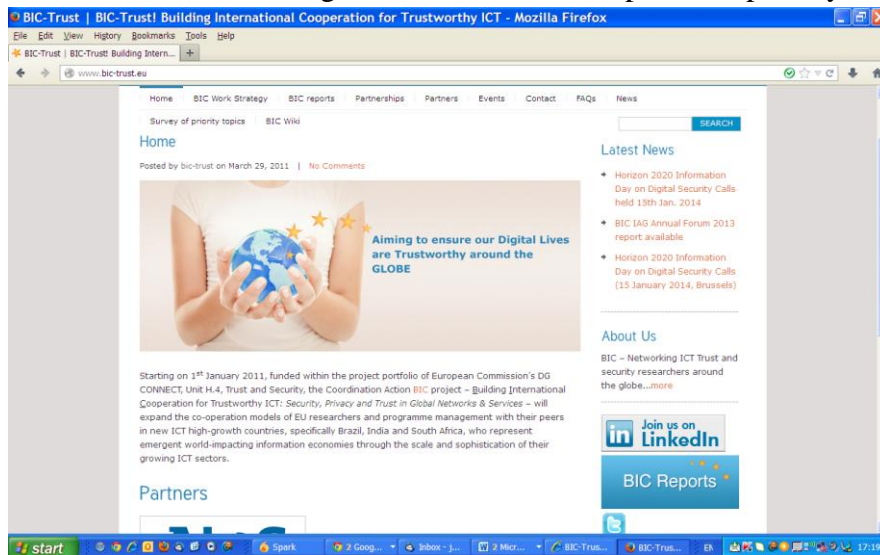 BIC-Trust | BIC-Trust! Building International Cooperation for Trustworthy ICT - Mozilla Firefox
File Edit View History Bookmarks Tools Help
BIC-Trust | BIC-Trust! Building Intern... +
www.bic-trust.eu
Home BIC Work Strategy BIC reports Partnerships Partners Events Contact FAQs News
Survey of priority topics BIC Wiki
SEARCH
Home
Posted by bic-trust on March 29, 2011 | No Comments
Aiming to ensure our Digital Lives
are Trustworthy around the
GLOBE
Starting on 1st January 2011, funded within the project portfolio of European Commission's DG
CONNECT, Unit H.4, Trust and Security, the Coordination Action BIC project – Building International
Cooperation for Trustworthy ICT: Security, Privacy and Trust in Global Networks & Services – will
expand the co-operation models of EU researchers and programme management with their peers
in new ICT high-growth countries, specifically Brazil, India and South Africa, who represent
emergent world-impacting information economies through the scale and sophistication of their
growing ICT sectors.
Partners
Latest News
Horizon 2020 Information
Day on Digital Security Calls
held 15th Jan. 2014
BIC IAG Annual Forum 2013
report available
Horizon 2020 Information
Day on Digital Security Calls
(15 January 2014, Brussels)
About Us
BIC – Networking ICT Trust and
security researchers around
the globe...more
Join us on
LinkedIn
BIC Reports
start Spark 2 Goog... Inbox - j... 2 Micr... BIC-Trus... BIC-Trus... EN 17:19